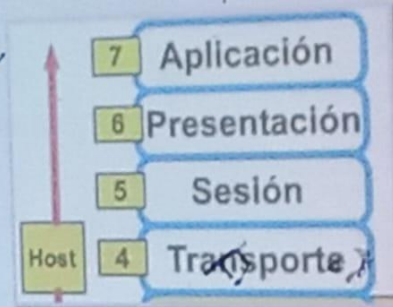 7 Aplicación
6 Presentación
5 Sesión
Host 4 Transporte